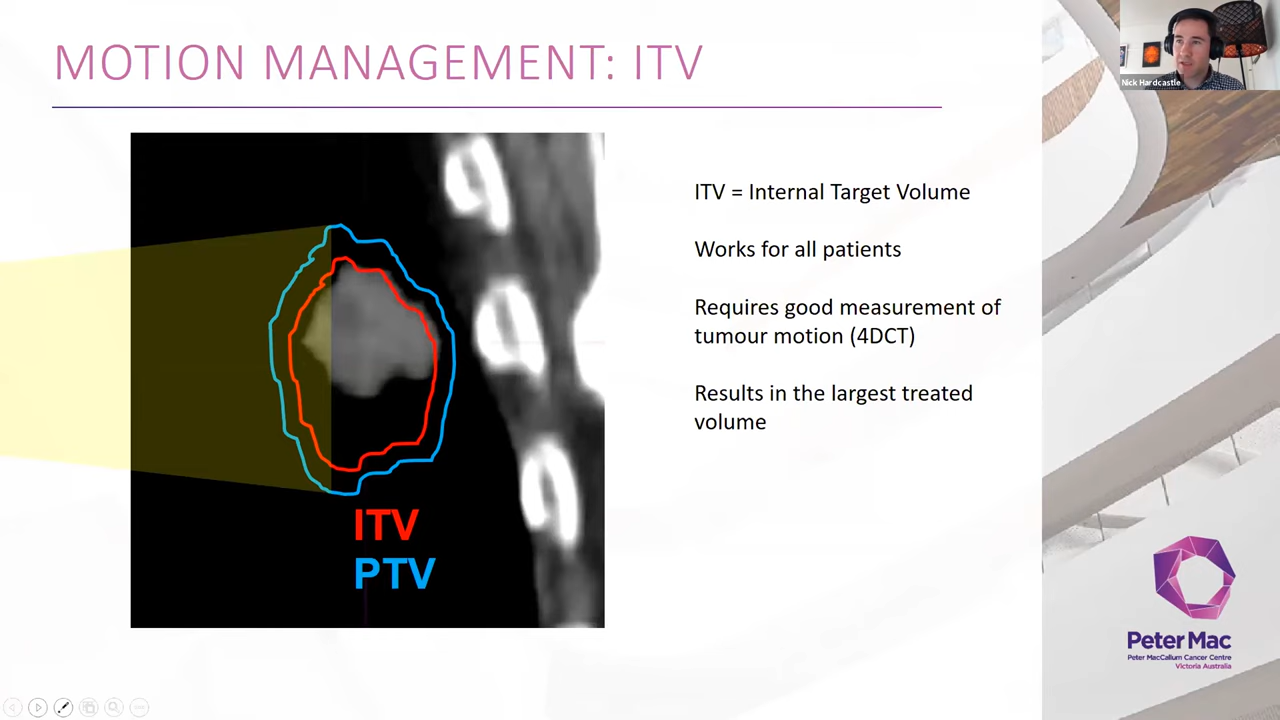 MOTION MANAGEMENT: ITV
Nick Hardcastle
ITV = Internal Target Volume
Works for all patients
Requires good measurement of
tumour motion (4DCT)
Results in the largest treated
volume
ITV
PTV
Peter Mac
Peter MacCallum Cancer Centre
Victoria Australia